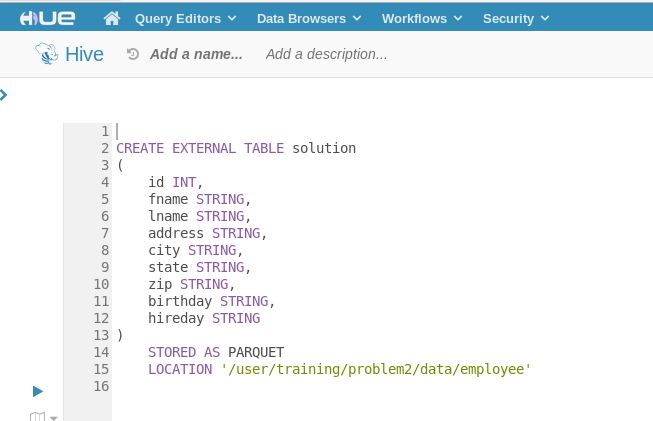 HUE Query Editors Data Browsers Workflows Security
Hive Add a name... Add a description...
1
2 CREATE EXTERNAL TABLE solution
3 (
4 id INT,
5 fname STRING,
6 lname STRING,
7 address STRING,
8 city STRING,
9 state STRING,
10 zip STRING,
11 birthday STRING,
12 hireday STRING
13 )
14 STORED AS PARQUET
15 LOCATION '/user/training/problem2/data/employee'
16